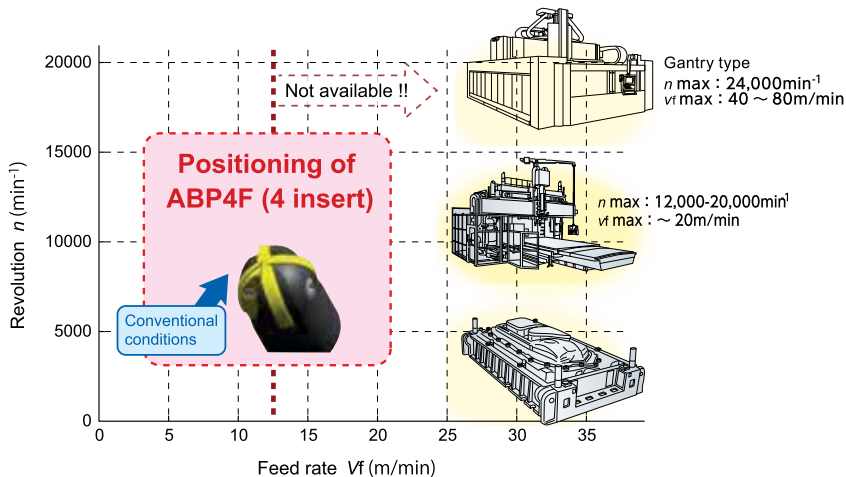 20000
15000
10000
5000
0
Revolution n (min⁻¹)
0 5 10 15 20 25 30 35
Feed rate Vf (m/min)
Not available !!
Positioning of
ABP4F (4 insert)
Conventional
conditions
Gantry type
n max：24,000min⁻¹
vf max：40 ～ 80m/min
n max：12,000-20,000min¹
vf max：～ 20m/min